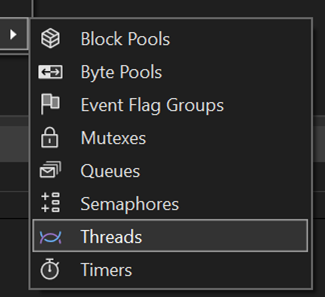 Block Pools
Byte Pools
Event Flag Groups
Mutexes
Queues
Semaphores
Threads
Timers